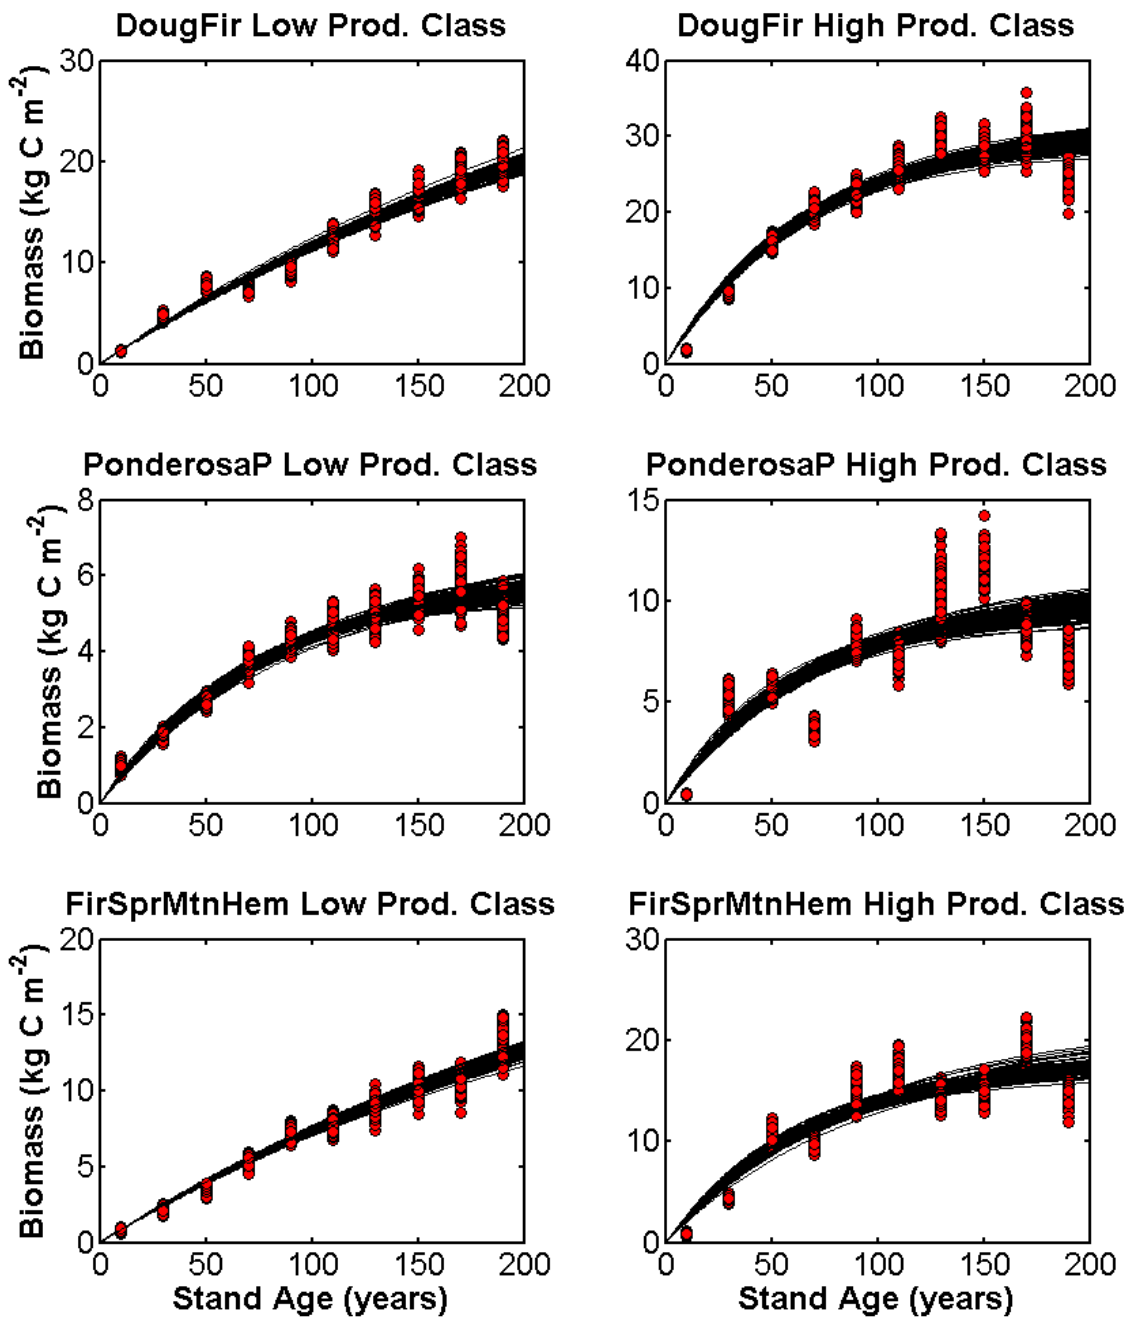 DougFir Low Prod. Class
DougFir High Prod. Class
Biomass (kg C m-2)
30
20
10
0
0 50 100 150 200
40
30
20
10
0
0 50 100 150 200
PonderosaP Low Prod. Class
PonderosaP High Prod. Class
Biomass (kg C m-2)
8
6
4
2
0
0 50 100 150 200
15
10
5
0
0 50 100 150 200
FirSprMtnHem Low Prod. Class
FirSprMtnHem High Prod. Class
Biomass (kg C m-2)
20
15
10
5
0
0 50 100 150 200
Stand Age (years)
30
20
10
0
0 50 100 150 200
Stand Age (years)